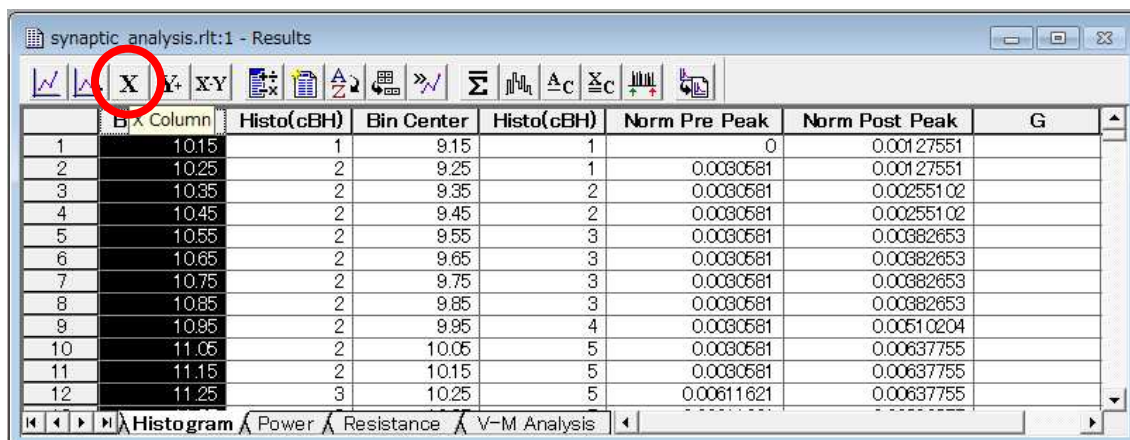 synaptic_analysis.rlt:1 - Results
X Y+ X-Y Σ AC XC
X Column Histo(cBH) Bin Center Histo(cBH) Norm Pre Peak Norm Post Peak G
1 10.15 1 9.15 1 0 0.00127551
2 10.25 2 9.25 1 0.0030581 0.00127551
3 10.35 2 9.35 2 0.0030581 0.00255102
4 10.45 2 9.45 2 0.0030581 0.00255102
5 10.55 2 9.55 3 0.0030581 0.00382653
6 10.65 2 9.65 3 0.0030581 0.00382653
7 10.75 2 9.75 3 0.0030581 0.00382653
8 10.85 2 9.85 3 0.0030581 0.00382653
9 10.95 2 9.95 4 0.0030581 0.00510204
10 11.05 2 10.05 5 0.0030581 0.00637755
11 11.15 2 10.15 5 0.0030581 0.00637755
12 11.25 3 10.25 5 0.00611621 0.00637755
Histogram Power Resistance V-M Analysis